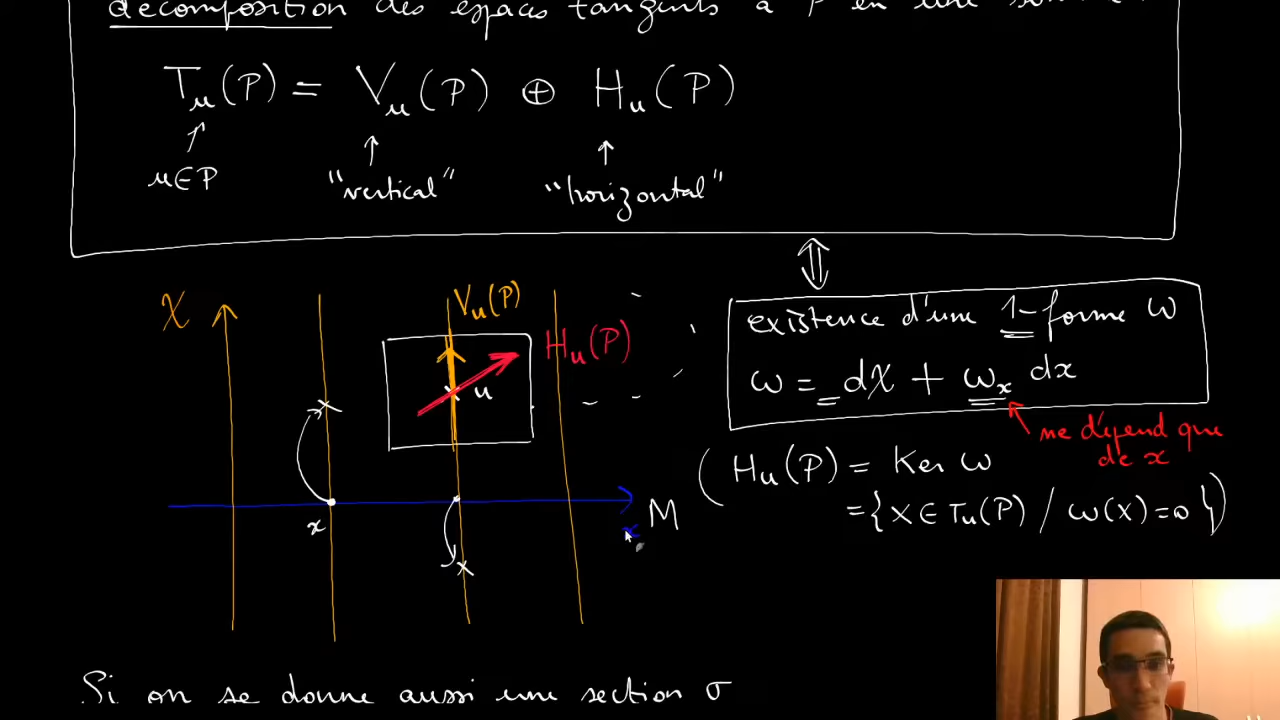 décomposition des espaces tangents à P en une
T_u(P) = V_u(P) ⊕ H_u(P)
u∈P
"vertical"
"horizontal"
χ
V_u(P)
H_u(P)
u
x
x
M
existence d'une 1-forme ω
ω = _ dχ + ω_x dx
ne dépend que
de x
( H_u(P) = Ker ω
= { X ∈ T_u(P) / ω(X) = 0 } )
Si on se donne aussi une section σ